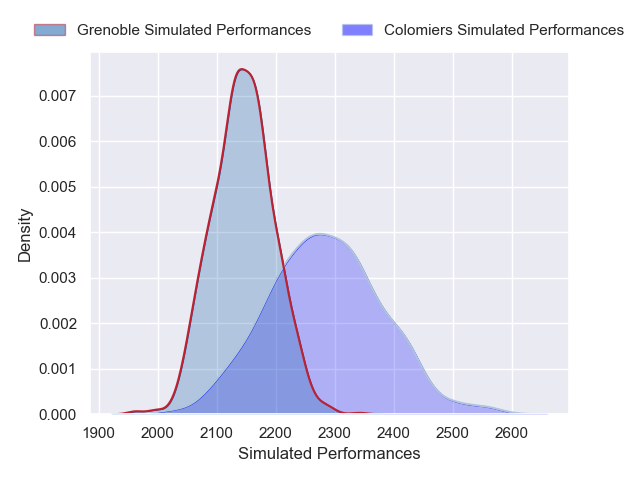 Grenoble Simulated Performances Colomiers Simulated Performances
0.007
0.006
0.005
0.004
0.003
0.002
0.001
0.000
Density
1900 2000 2100 2200 2300 2400 2500 2600
Simulated Performances